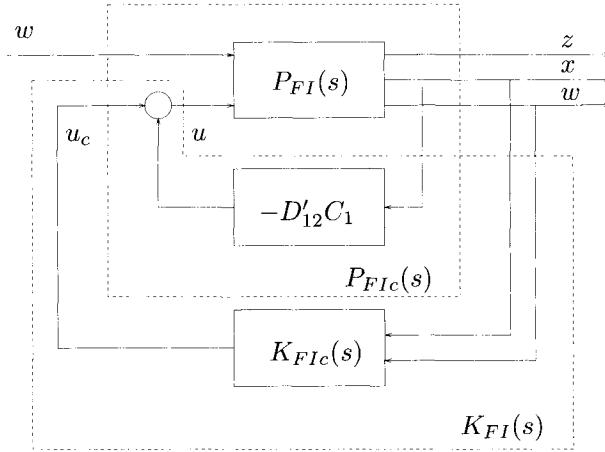 w
z
P_{FI}(s)
x
w
u_c
u
-D'_{12}C_1
P_{FIc}(s)
K_{FIc}(s)
K_{FI}(s)